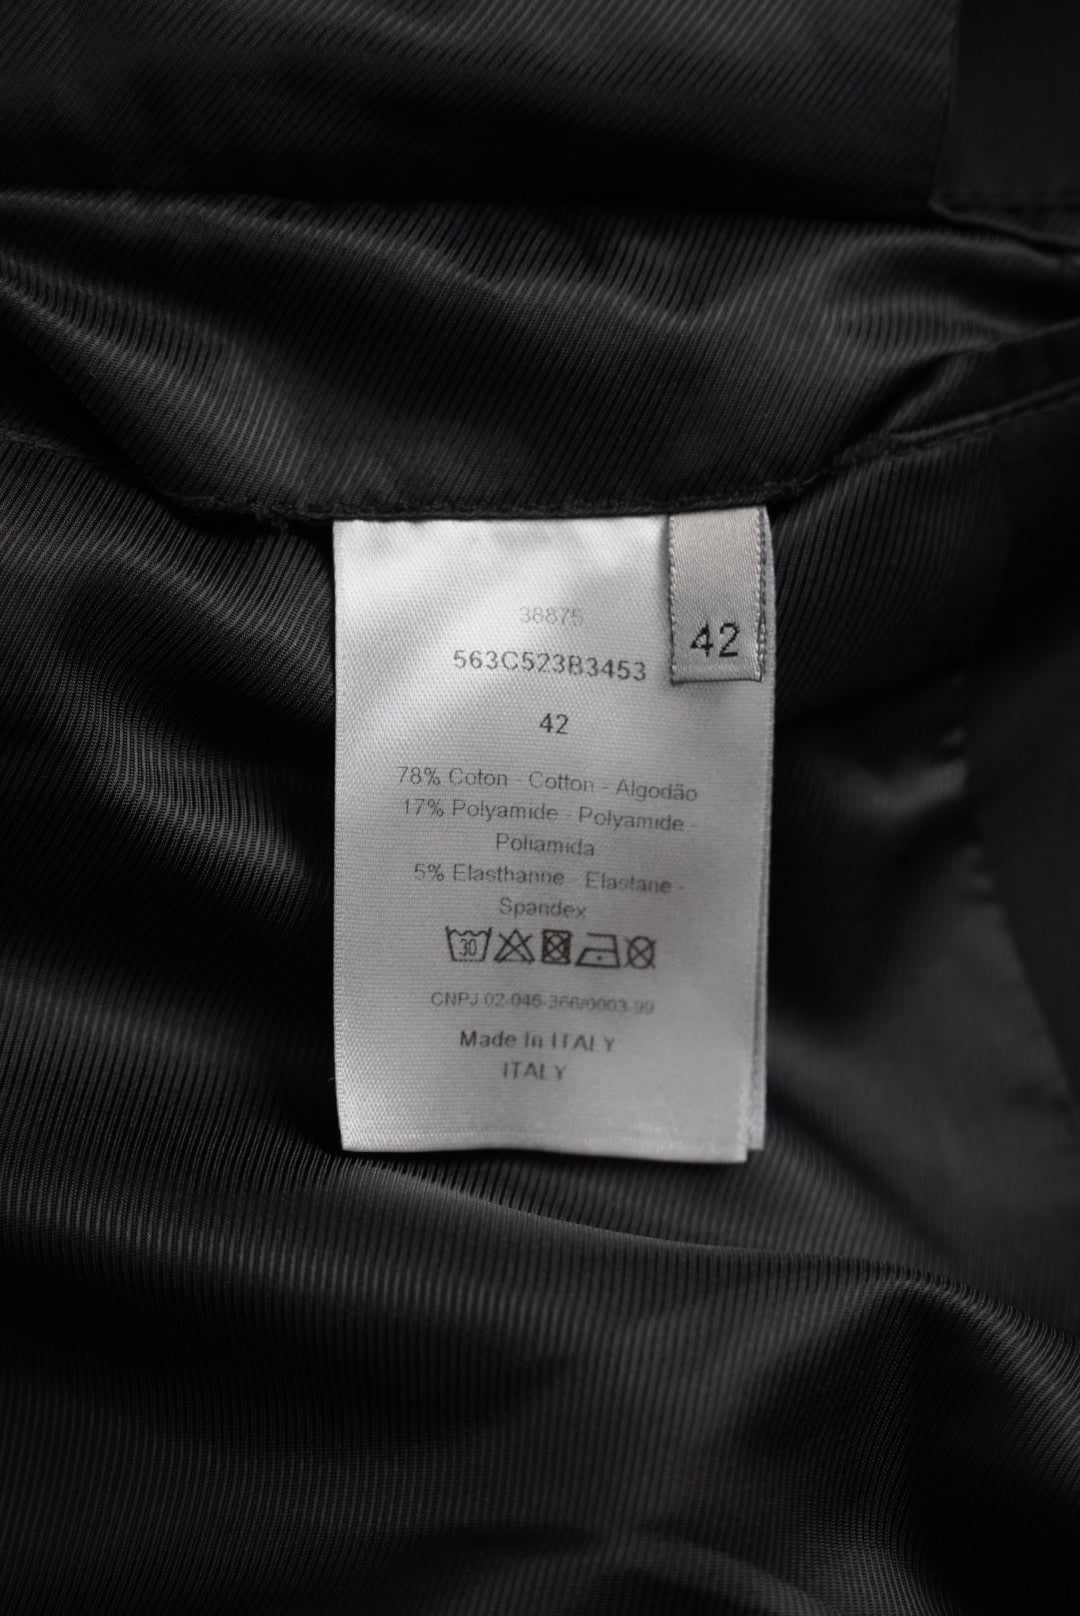 38875
563C523B3453
42
42
78% Coton - Cotton - Algodão
17% Polyamide - Polyamide -
Poliamida
5% Elasthanne - Elastane -
Spandex
30
CNPJ 02-046-366/0003-99
Made In ITALY
ITALY